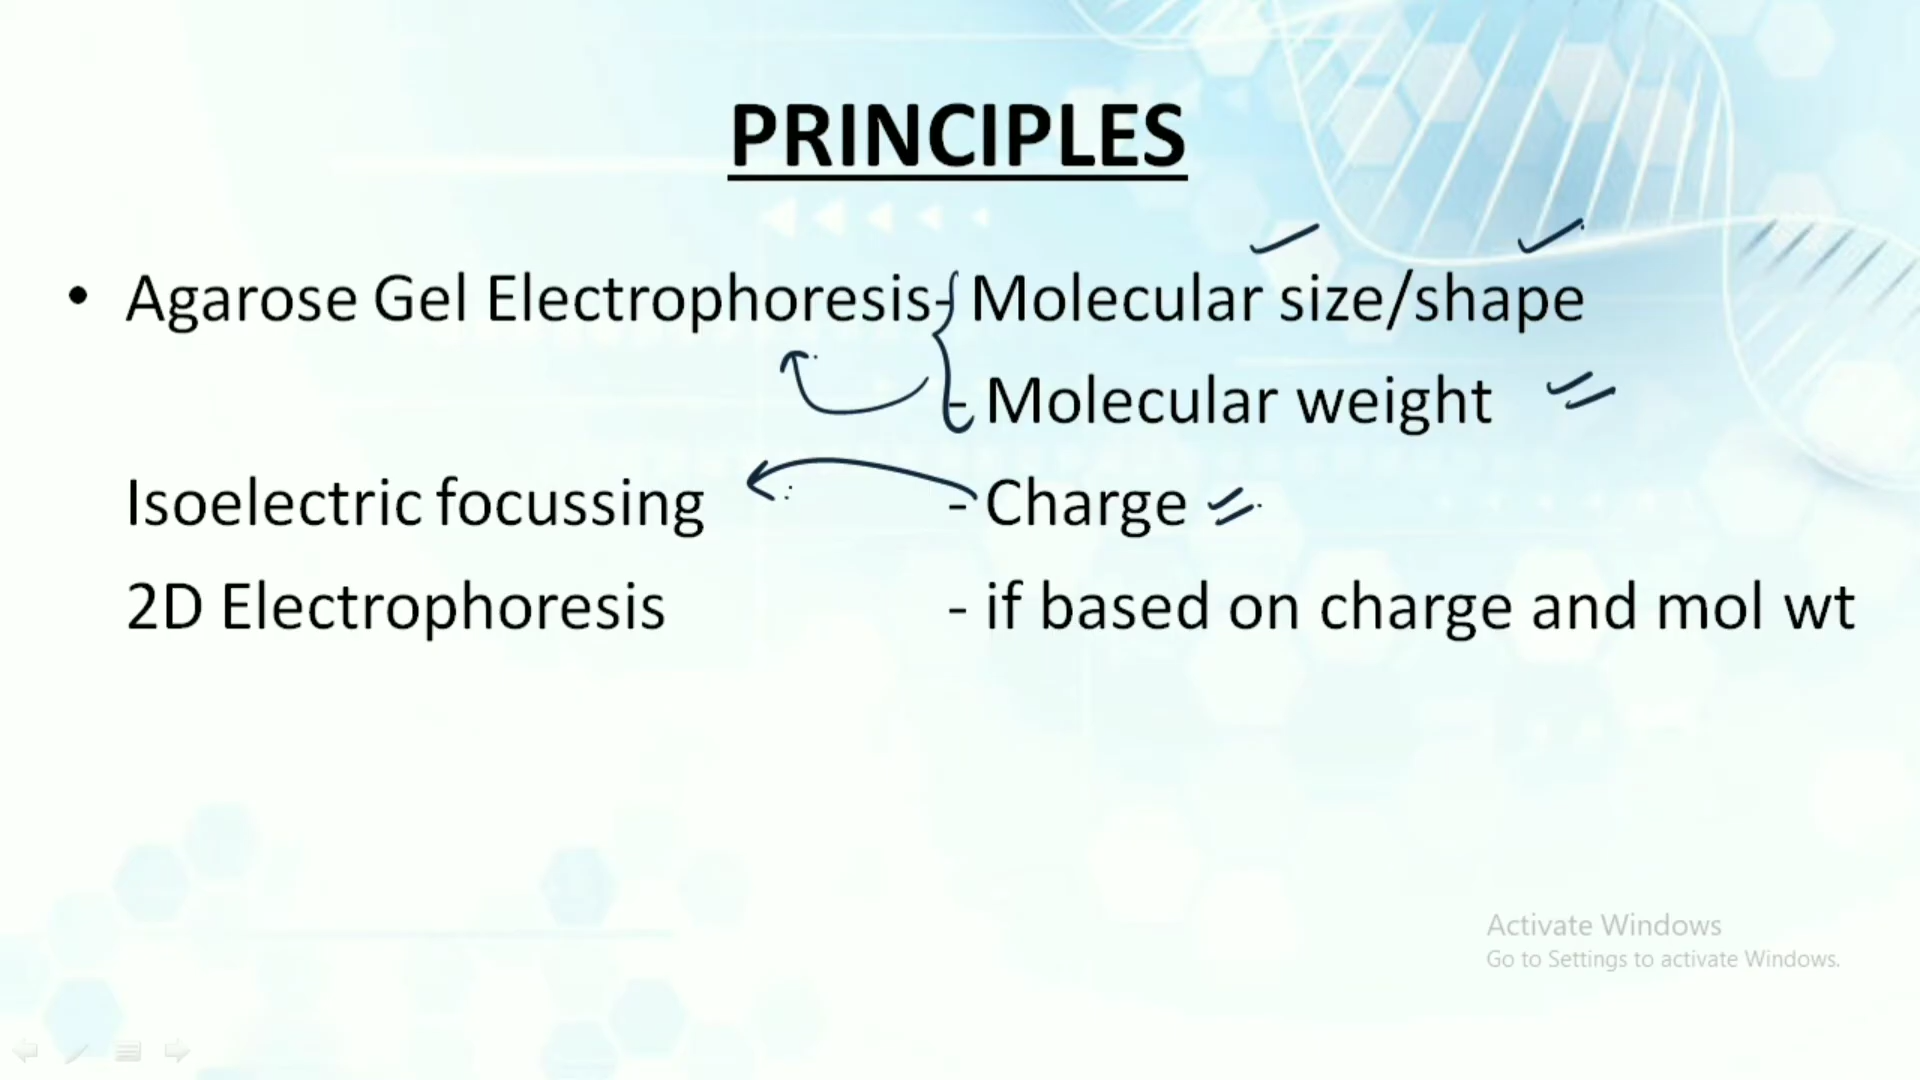 PRINCIPLES
• Agarose Gel Electrophoresis- Molecular size/shape
- Molecular weight
Isoelectric focussing - Charge
2D Electrophoresis - if based on charge and mol wt
Activate Windows
Go to Settings to activate Windows.